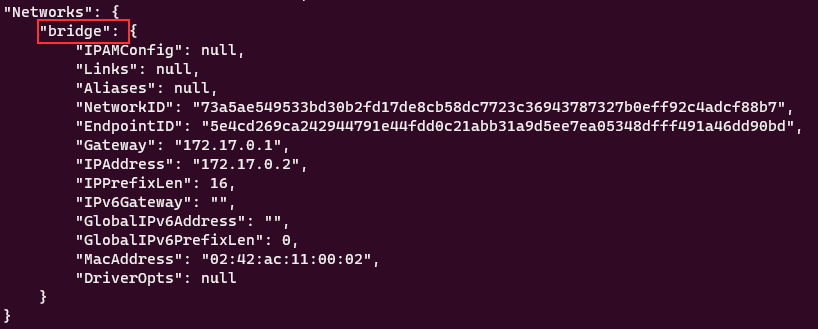 "Networks": {
"bridge": {
"IPAMConfig": null,
"Links": null,
"Aliases": null,
"NetworkID": "73a5ae549533bd30b2fd17de8cb58dc7723c36943787327b0eff92c4adcf88b7",
"EndpointID": "5e4cd269ca242944791e44fdd0c21abb31a9d5ee7ea05348dfff491a46dd90bd",
"Gateway": "172.17.0.1",
"IPAddress": "172.17.0.2",
"IPPrefixLen": 16,
"IPv6Gateway": "",
"GlobalIPv6Address": "",
"GlobalIPv6PrefixLen": 0,
"MacAddress": "02:42:ac:11:00:02",
"DriverOpts": null
}
}